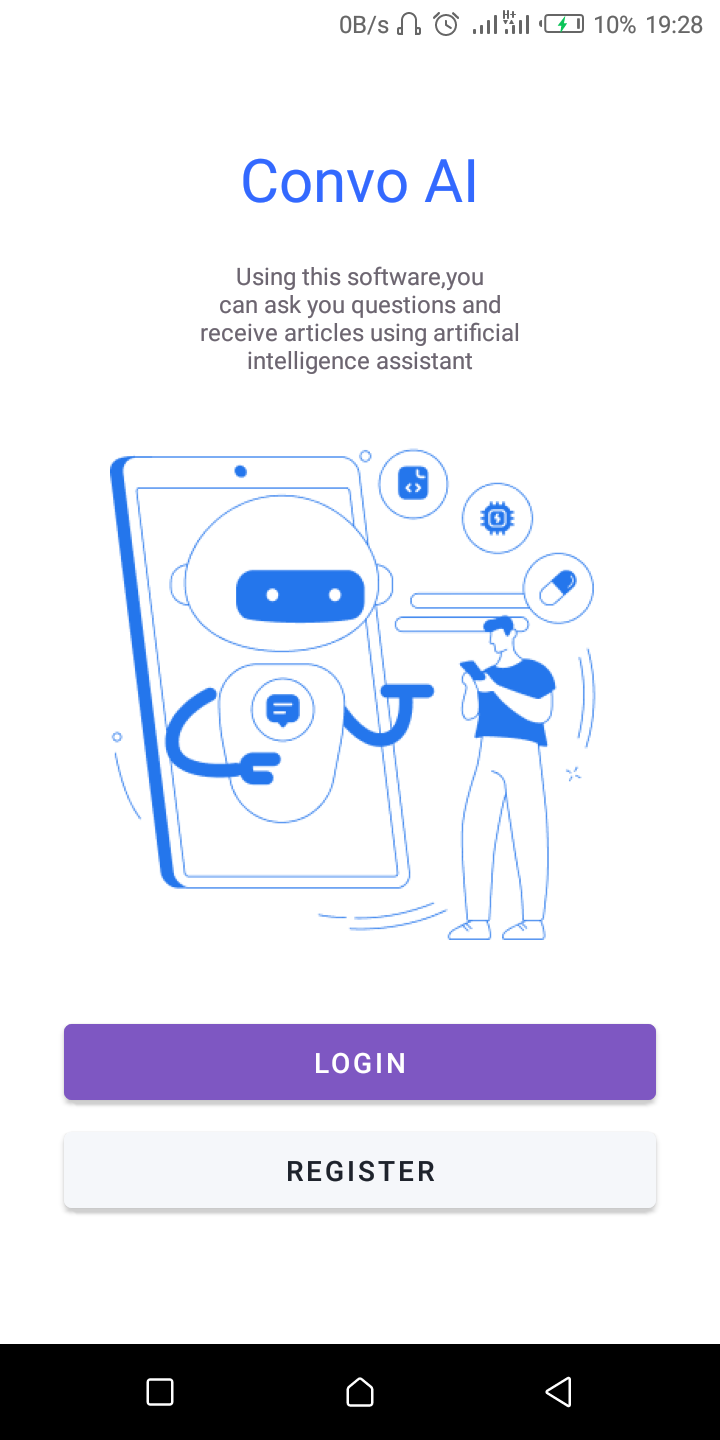 0B/s H+ 10% 19:28
Convo AI
Using this software,you
can ask you questions and
receive articles using artificial
intelligence assistant
LOGIN
REGISTER